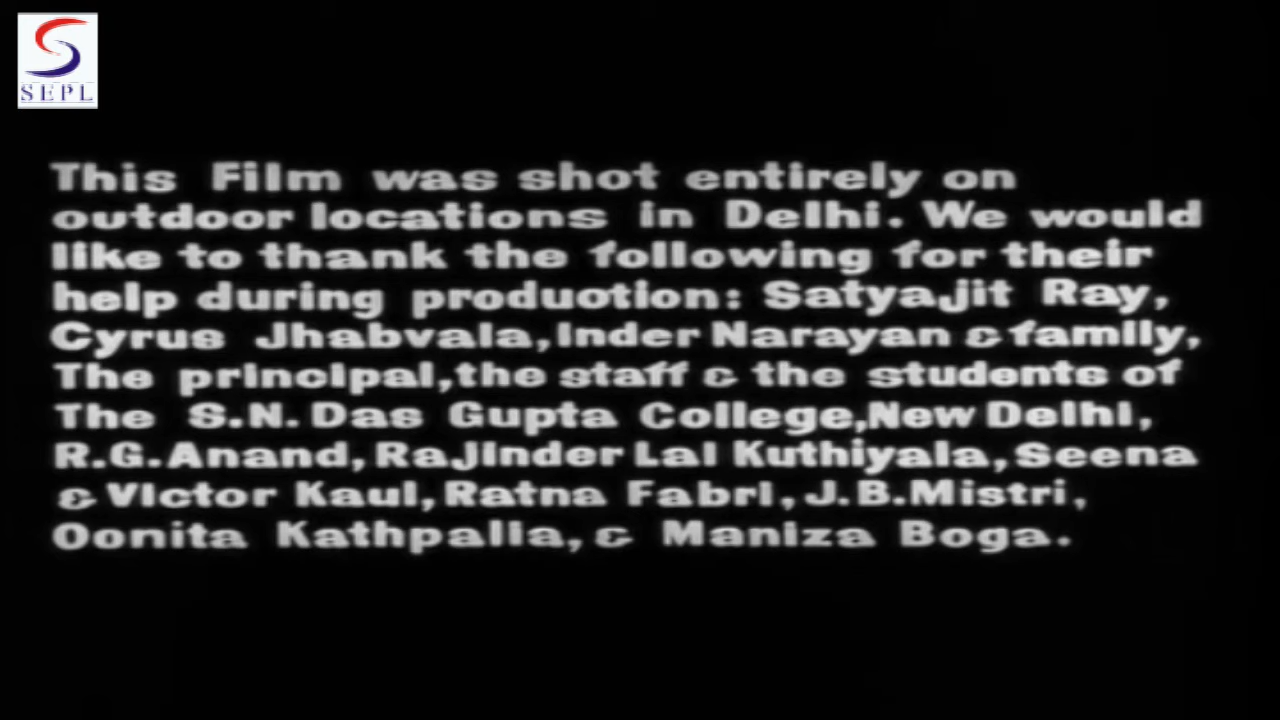 SEPL
This Film was shot entirely on
outdoor locations in Delhi. We would
like to thank the following for their
help during production: Satyajit Ray,
Cyrus Jhabvala, Inder Narayan & family,
The principal, the staff & the students of
The S.N. Das Gupta College, New Delhi,
R.G. Anand, Rajinder Lal Kuthiyala, Seena
& Victor Kaul, Ratna Fabri, J.B. Mistri,
Oonita Kathpalia, & Maniza Boga.